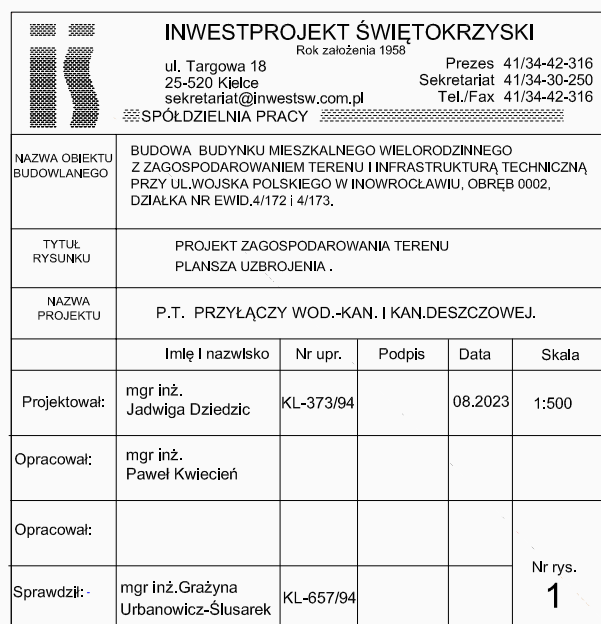 INWESTPROJEKT ŚWIĘTOKRZYSKI
Rok założenia 1958
ul. Targowa 18
25-520 Kielce
sekretariat@inwestsw.com.pl
Prezes 41/34-42-316
Sekretariat 41/34-30-250
Tel./Fax 41/34-42-316
SPÓŁDZIELNIA PRACY
NAZWA OBIEKTU
BUDOWLANEGO
BUDOWA BUDYNKU MIESZKALNEGO WIELORODZINNEGO
Z ZAGOSPODAROWANIEM TERENU I INFRASTRUKTURĄ TECHNICZNĄ
PRZY UL.WOJSKA POLSKIEGO W INOWROCŁAWIU, OBRĘB 0002,
DZIAŁKA NR EWID.4/172 i 4/173.
TYTUŁ
RYSUNKU
PROJEKT ZAGOSPODAROWANIA TERENU
PLANSZA UZBROJENIA .
NAZWA
PROJEKTU
P.T. PRZYŁĄCZY WOD.-KAN. I KAN.DESZCZOWEJ.
Imię i nazwisko Nr upr. Podpis Data Skala
Projektował:
mgr inż.
Jadwiga Dziedzic
KL-373/94
08.2023
1:500
Opracował:
mgr inż.
Paweł Kwiecień
Opracował:
Sprawdził:-
mgr inż.Grażyna
Urbanowicz-Ślusarek
KL-657/94
Nr rys.
1